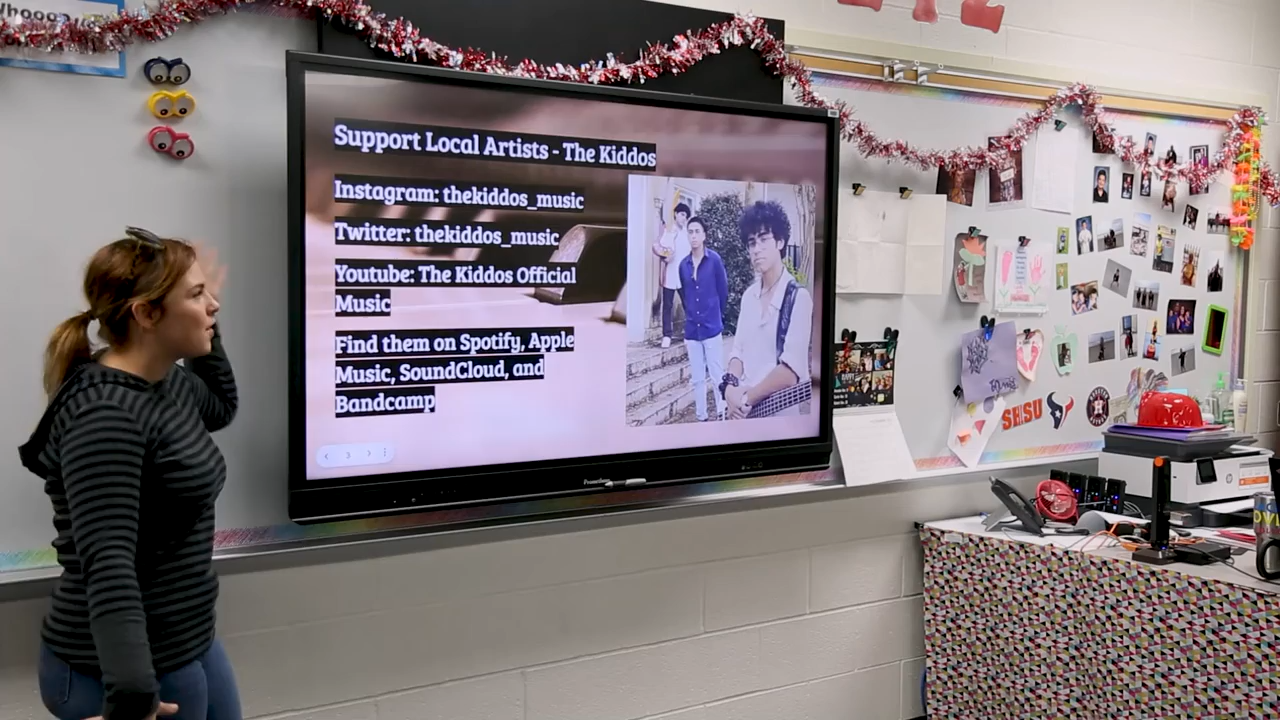 Support Local Artists - The Kiddos
Instagram: thekiddos_music
Twitter: thekiddos_music
Youtube: The Kiddos Official
Music
Find them on Spotify, Apple
Music, SoundCloud, and
Bandcamp
3
SHSU